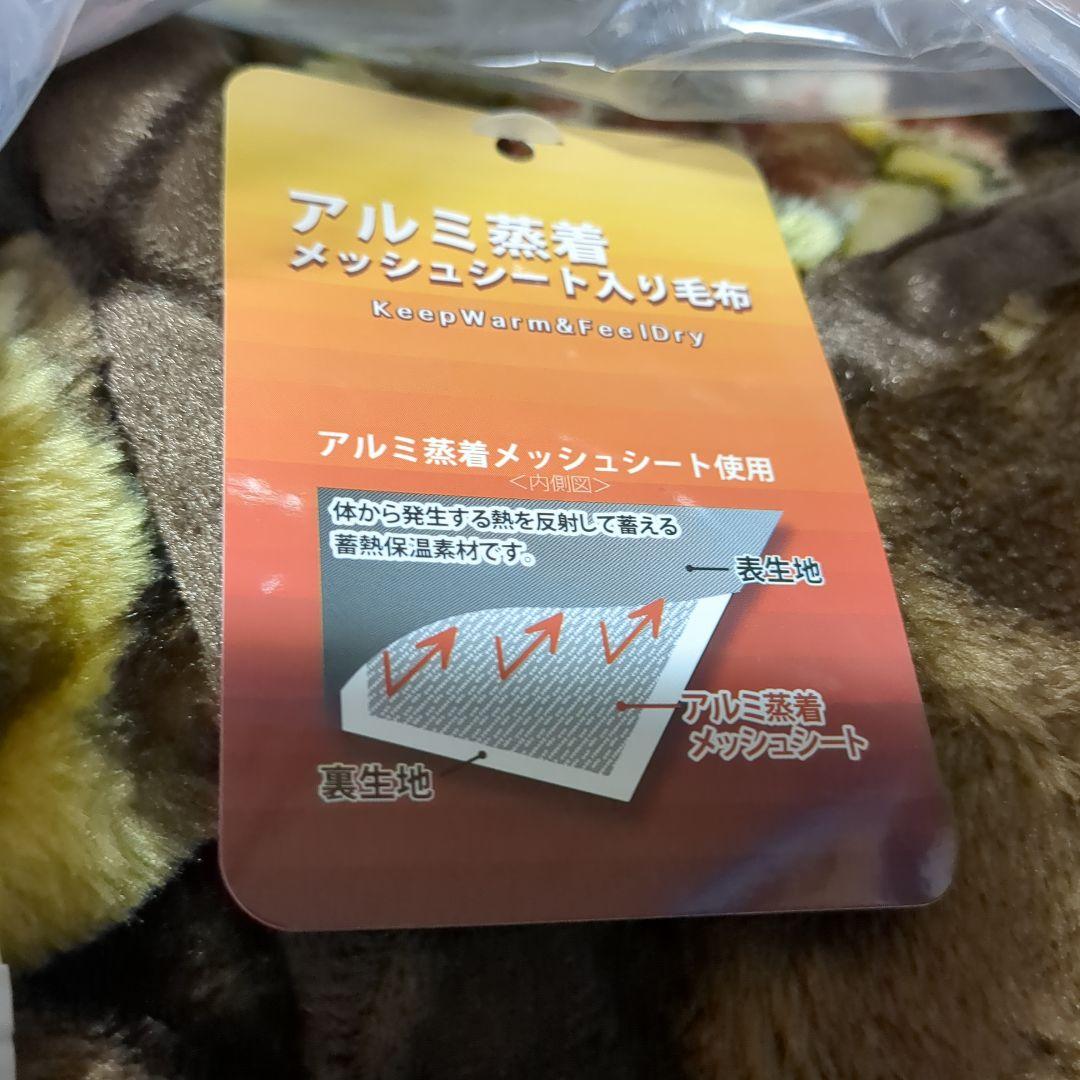 アルミ蒸着
メッシュシート入り毛布
KeepWarm&FeelDry
アルミ蒸着メッシュシート使用
＜内側図＞
体から発生する熱を反射して蓄える
蓄熱保温素材です。
表生地
アルミ蒸着
メッシュシート
裏生地